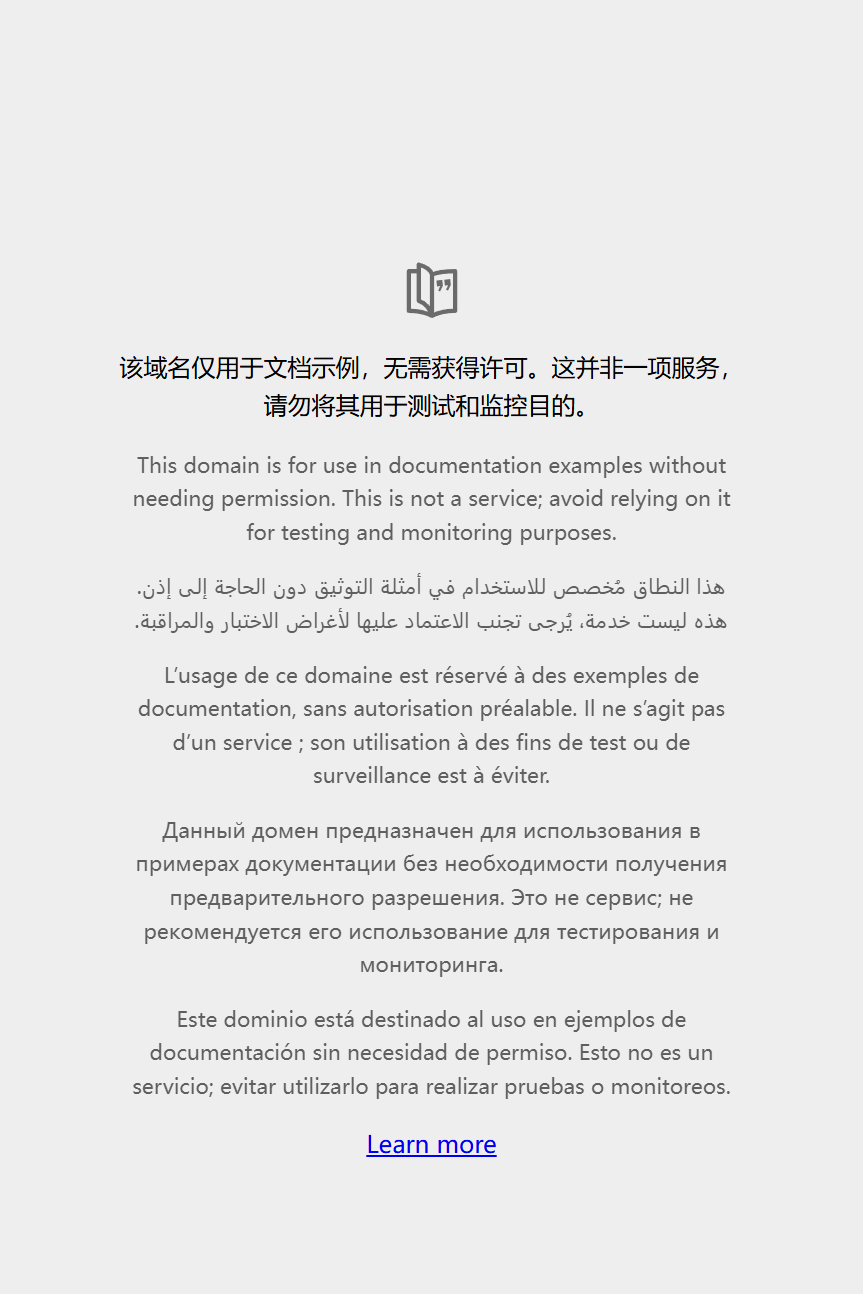 该域名仅用于文档示例，无需获得许可。这并非一项服务，
请勿将其用于测试和监控目的。
This domain is for use in documentation examples without
needing permission. This is not a service; avoid relying on it
for testing and monitoring purposes.
هذا النطاق مُخصص للاستخدام في أمثلة التوثيق دون الحاجة إلى إذن.
هذه ليست خدمة، يُرجى تجنب الاعتماد عليها لأغراض الاختبار والمراقبة.
L’usage de ce domaine est réservé à des exemples de
documentation, sans autorisation préalable. Il ne s’agit pas
d’un service ; son utilisation à des fins de test ou de
surveillance est à éviter.
Данный домен предназначен для использования в
примерах документации без необходимости получения
предварительного разрешения. Это не сервис; не
рекомендуется его использование для тестирования и
мониторинга.
Este dominio está destinado al uso en ejemplos de
documentación sin necesidad de permiso. Esto no es un
servicio; evitar utilizarlo para realizar pruebas o monitoreos.
Learn more